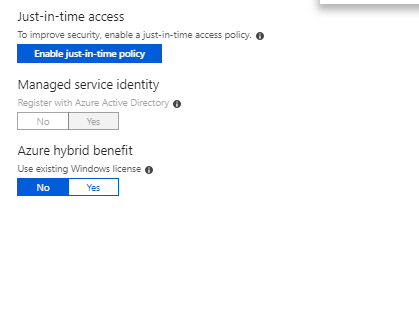 Just-in-time access
To improve security, enable a just-in-time access policy.
Enable just-in-time policy
Managed service identity
Register with Azure Active Directory
No Yes
Azure hybrid benefit
Use existing Windows license
No Yes